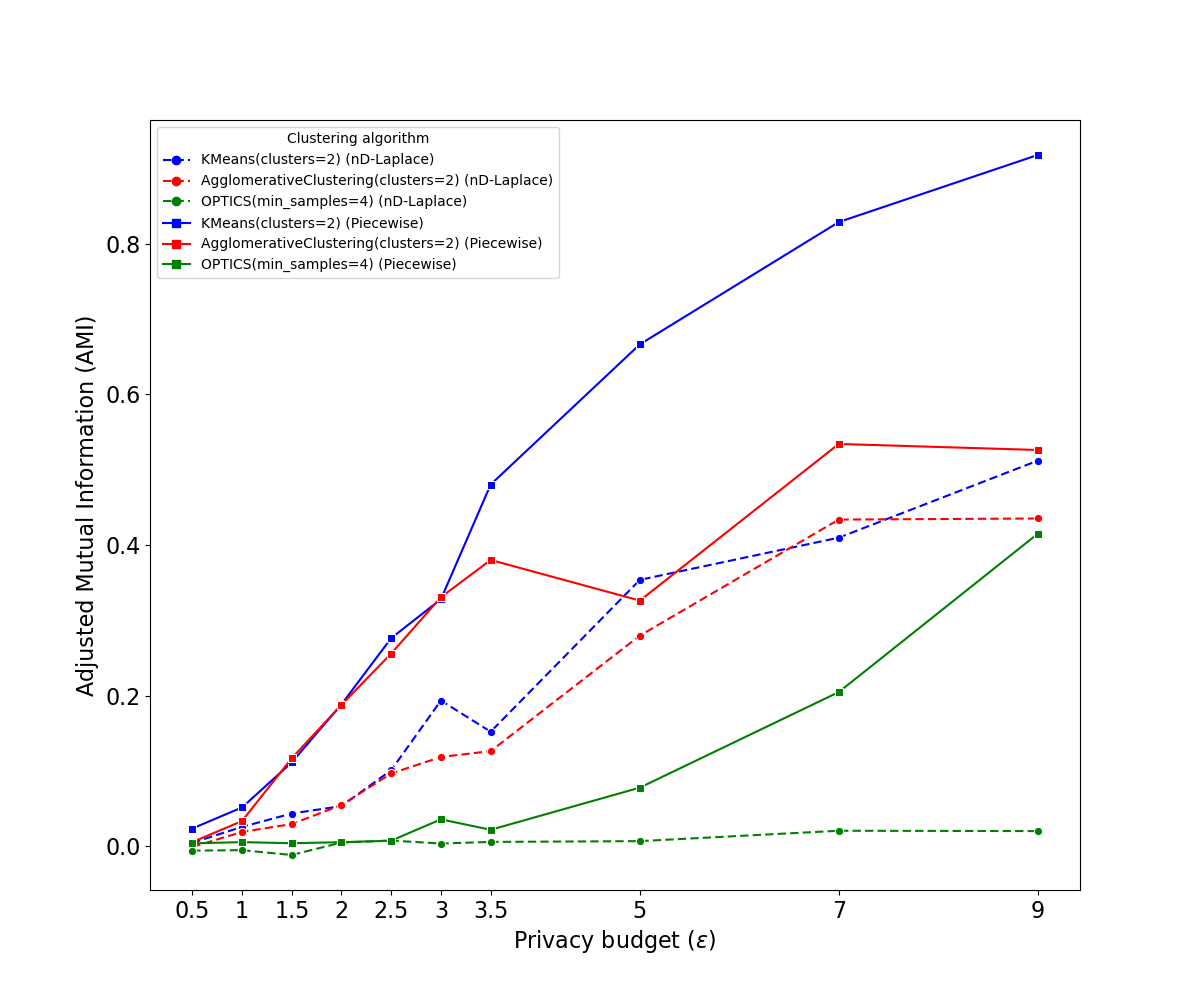 Clustering algorithm
KMeans(clusters=2) (nD-Laplace)
AgglomerativeClustering(clusters=2) (nD-Laplace)
OPTICS(min_samples=4) (nD-Laplace)
KMeans(clusters=2) (Piecewise)
AgglomerativeClustering(clusters=2) (Piecewise)
OPTICS(min_samples=4) (Piecewise)
Adjusted Mutual Information (AMI)
0.8
0.6
0.4
0.2
0.0
0.5 1 1.5 2 2.5 3 3.5 5 7 9
Privacy budget (ε)